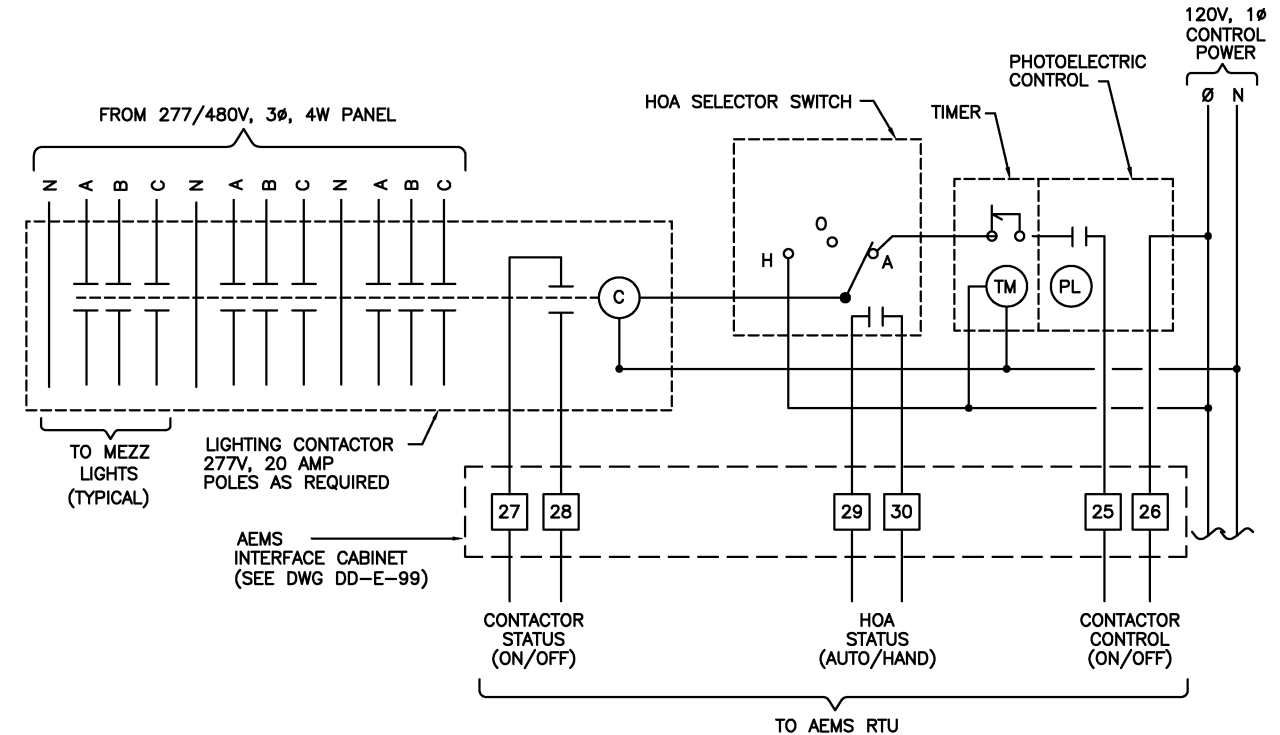 120V, 1ø
CONTROL
POWER
Ø N
PHOTOELECTRIC
CONTROL
HOA SELECTOR SWITCH
TIMER
FROM 277/480V, 3ø, 4W PANEL
N A B C N A B C N A B C
O
H
A
C
TM
PL
TO MEZZ
LIGHTS
(TYPICAL)
LIGHTING CONTACTOR
277V, 20 AMP
POLES AS REQUIRED
27 28 29 30 25 26
AEMS
INTERFACE CABINET
(SEE DWG DD-E-99)
CONTACTOR
STATUS
(ON/OFF)
HOA
STATUS
(AUTO/HAND)
CONTACTOR
CONTROL
(ON/OFF)
TO AEMS RTU